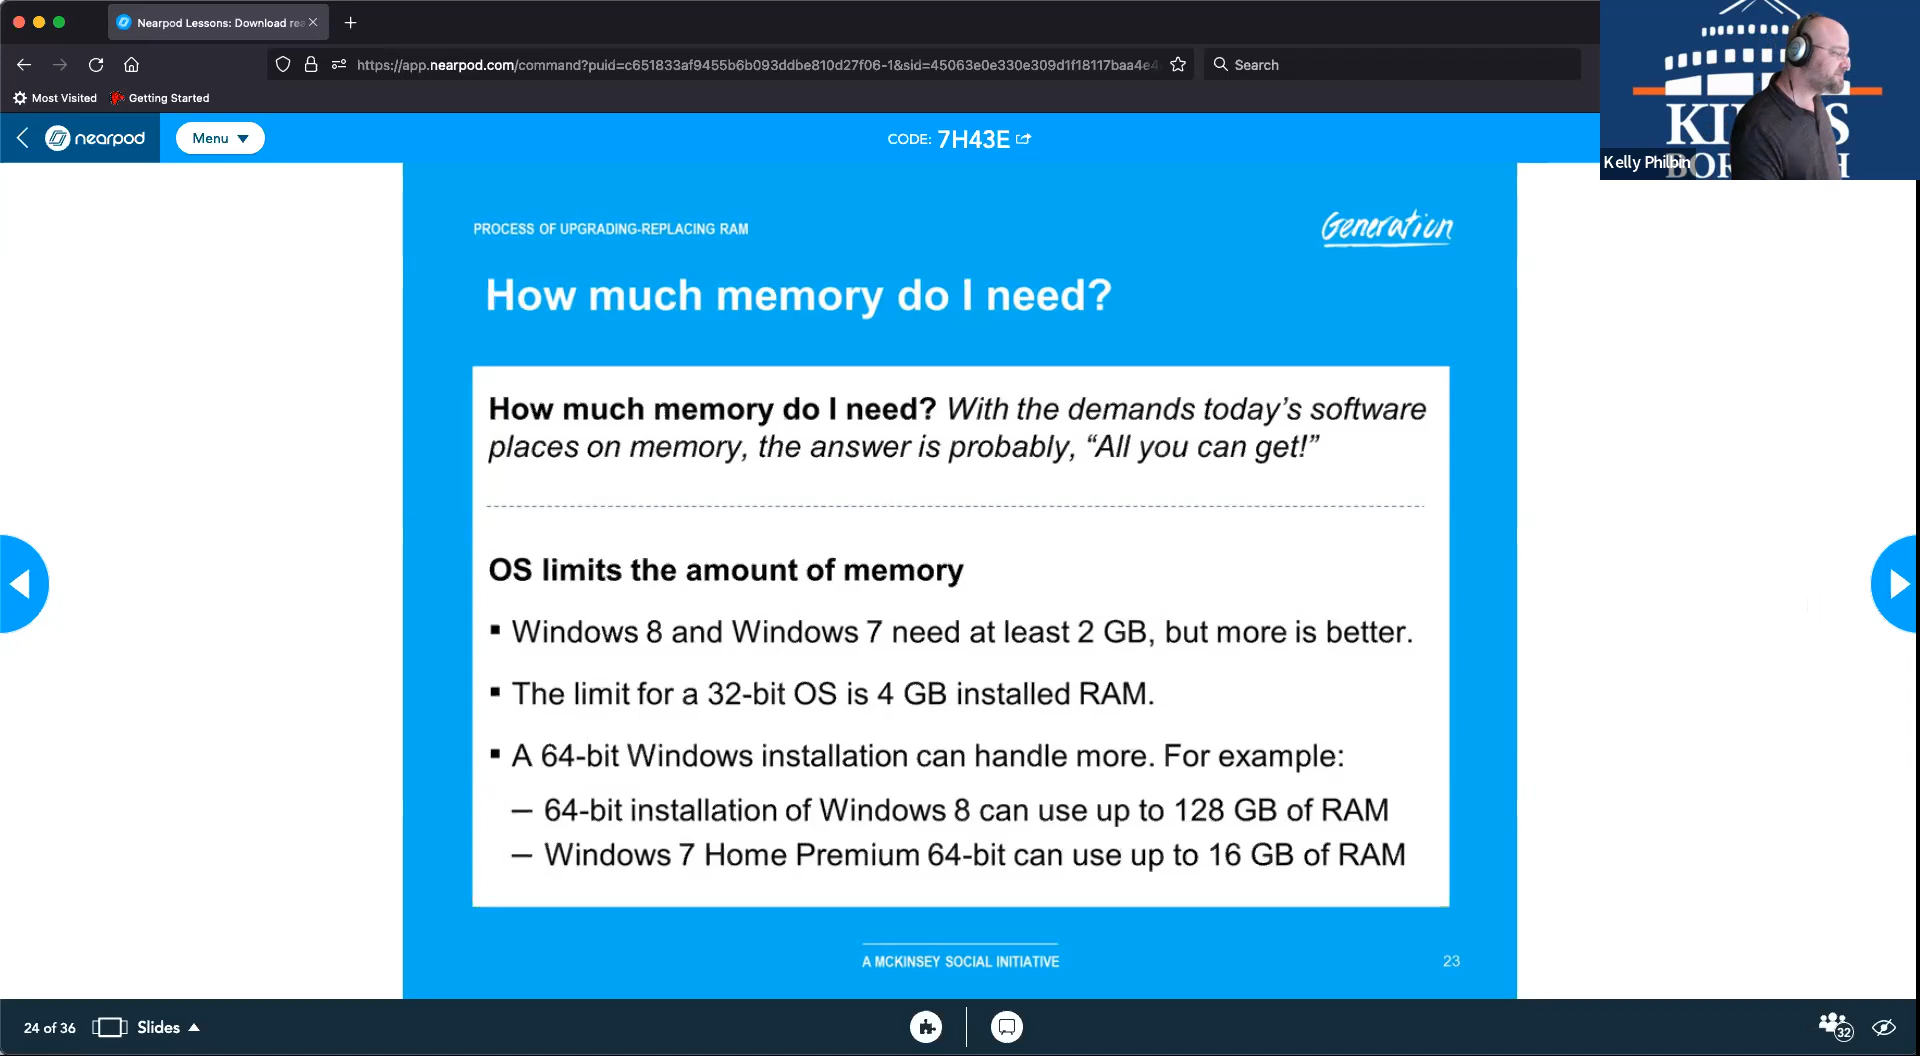 Nearpod Lessons: Download rea
https://app.nearpod.com/command?puid=c651833af9455b6b093ddbe810d27f06-1&sid=45063e0e330e309d1f18117baa4e4
Search
Most Visited
Getting Started
nearpod
Menu
CODE: 7H43E
Kelly Philbin
PROCESS OF UPGRADING-REPLACING RAM
Generation
How much memory do I need?
How much memory do I need? With the demands today’s software
places on memory, the answer is probably, “All you can get!”
OS limits the amount of memory
▪ Windows 8 and Windows 7 need at least 2 GB, but more is better.
▪ The limit for a 32-bit OS is 4 GB installed RAM.
▪ A 64-bit Windows installation can handle more. For example:
– 64-bit installation of Windows 8 can use up to 128 GB of RAM
– Windows 7 Home Premium 64-bit can use up to 16 GB of RAM
A MCKINSEY SOCIAL INITIATIVE
23
24 of 36
Slides
32